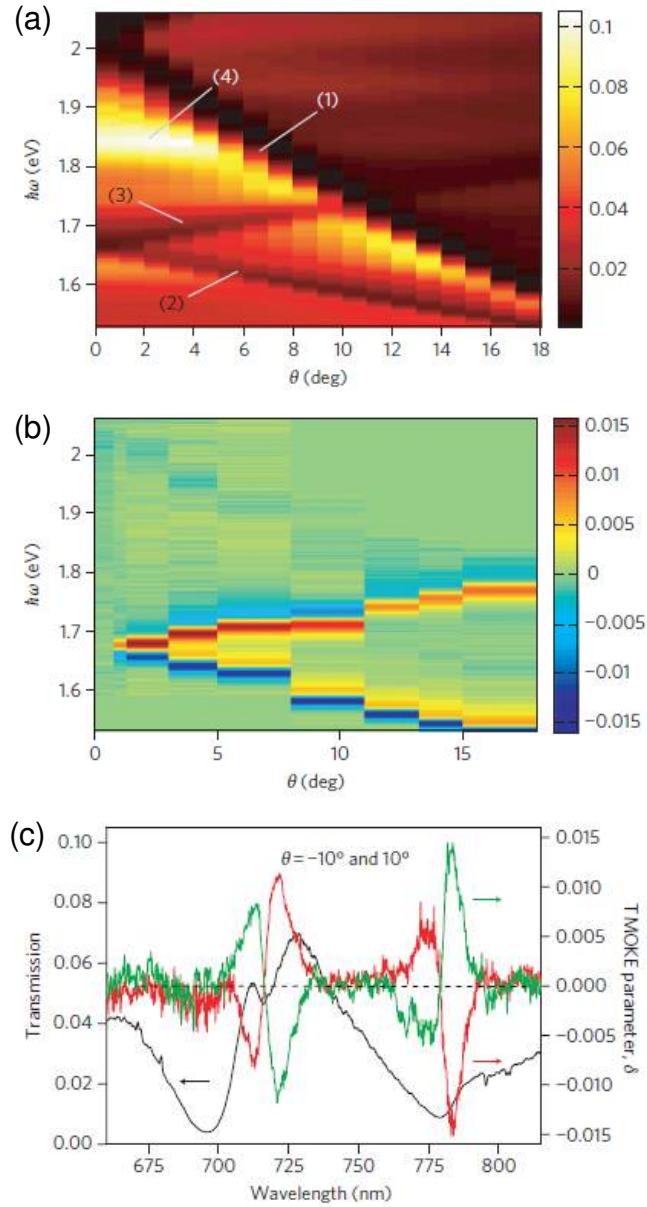 (a)
(4)
(1)
(3)
(2)
2
1.9
1.8
1.7
1.6
ħω (eV)
0 2 4 6 8 10 12 14 16 18
θ (deg)
0.1
0.08
0.06
0.04
0.02
(b)
2
1.9
1.8
1.7
1.6
ħω (eV)
0 5 10 15
θ (deg)
0.015
0.01
0.005
0
−0.005
−0.01
−0.015
(c)
θ = −10° and 10°
0.10
0.08
0.06
0.04
0.02
0.00
Transmission
0.015
0.010
0.005
0.000
−0.005
−0.010
−0.015
TMOKE parameter, δ
675 700 725 750 775 800
Wavelength (nm)